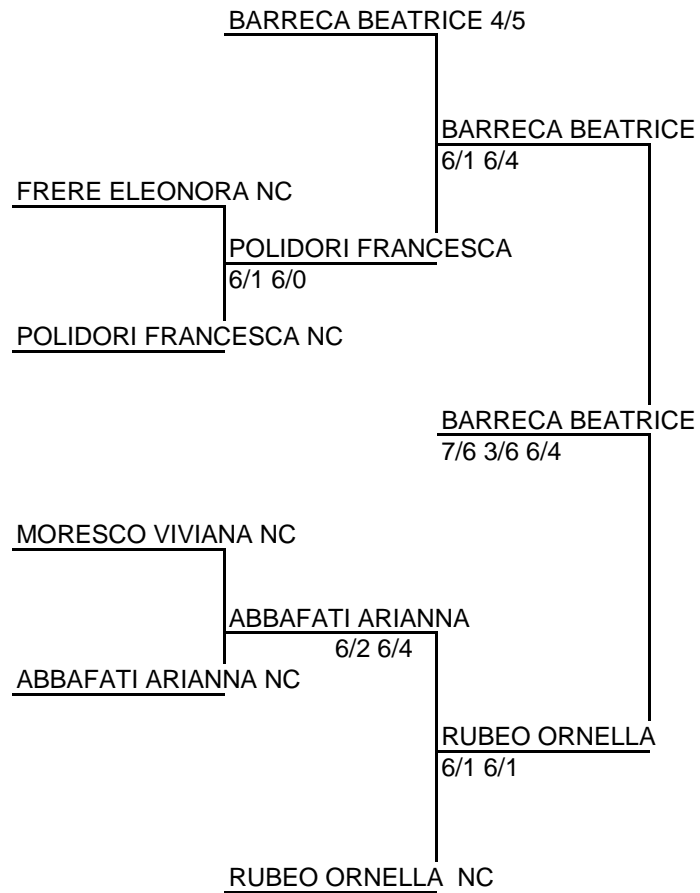 BARRECA BEATRICE 4/5
BARRECA BEATRICE
6/1 6/4
FRERE ELEONORA NC
POLIDORI FRANCESCA
6/1 6/0
POLIDORI FRANCESCA NC
BARRECA BEATRICE
7/6 3/6 6/4
MORESCO VIVIANA NC
ABBAFATI ARIANNA
6/2 6/4
ABBAFATI ARIANNA NC
RUBEO ORNELLA
6/1 6/1
RUBEO ORNELLA NC